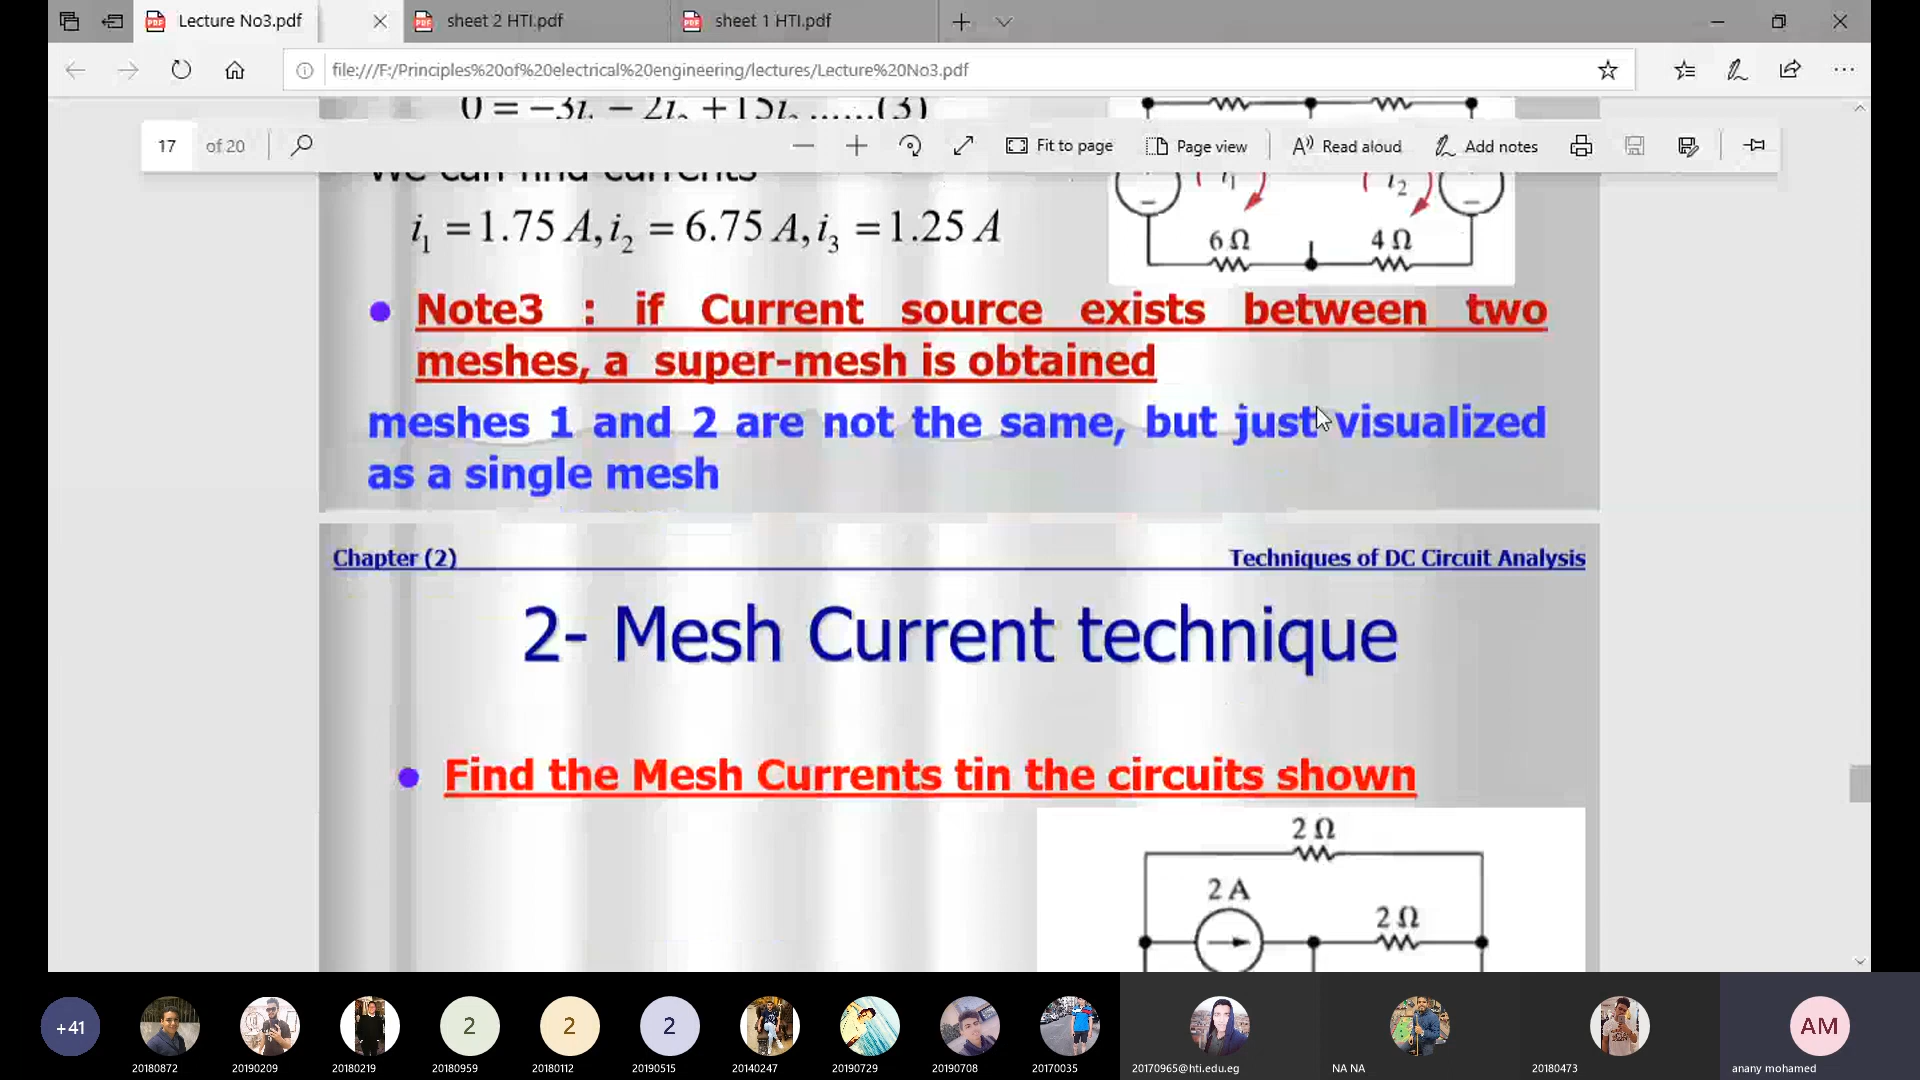 Lecture No3.pdf
sheet 2 HTI.pdf
sheet 1 HTI.pdf
file:///F:/Principles%20of%20electrical%20engineering/lectures/Lecture%20No3.pdf
17 of 20
Fit to page
Page view
Read aloud
Add notes
i₁ = 1.75 A, i₂ = 6.75 A, i₃ = 1.25 A
i₁
i₂
6 Ω
4 Ω
Note3 : if Current source exists between two
meshes, a super-mesh is obtained
meshes 1 and 2 are not the same, but just visualized
as a single mesh
Chapter (2)
Techniques of DC Circuit Analysis
2- Mesh Current technique
Find the Mesh Currents tin the circuits shown
2 Ω
2 A
2 Ω
+41
2
2
2
AM
20180872
20190209
20180219
20180959
20180112
20190515
20140247
20190729
20190708
20170035
20170965@hti.edu.eg
NA NA
20180473
anany mohamed